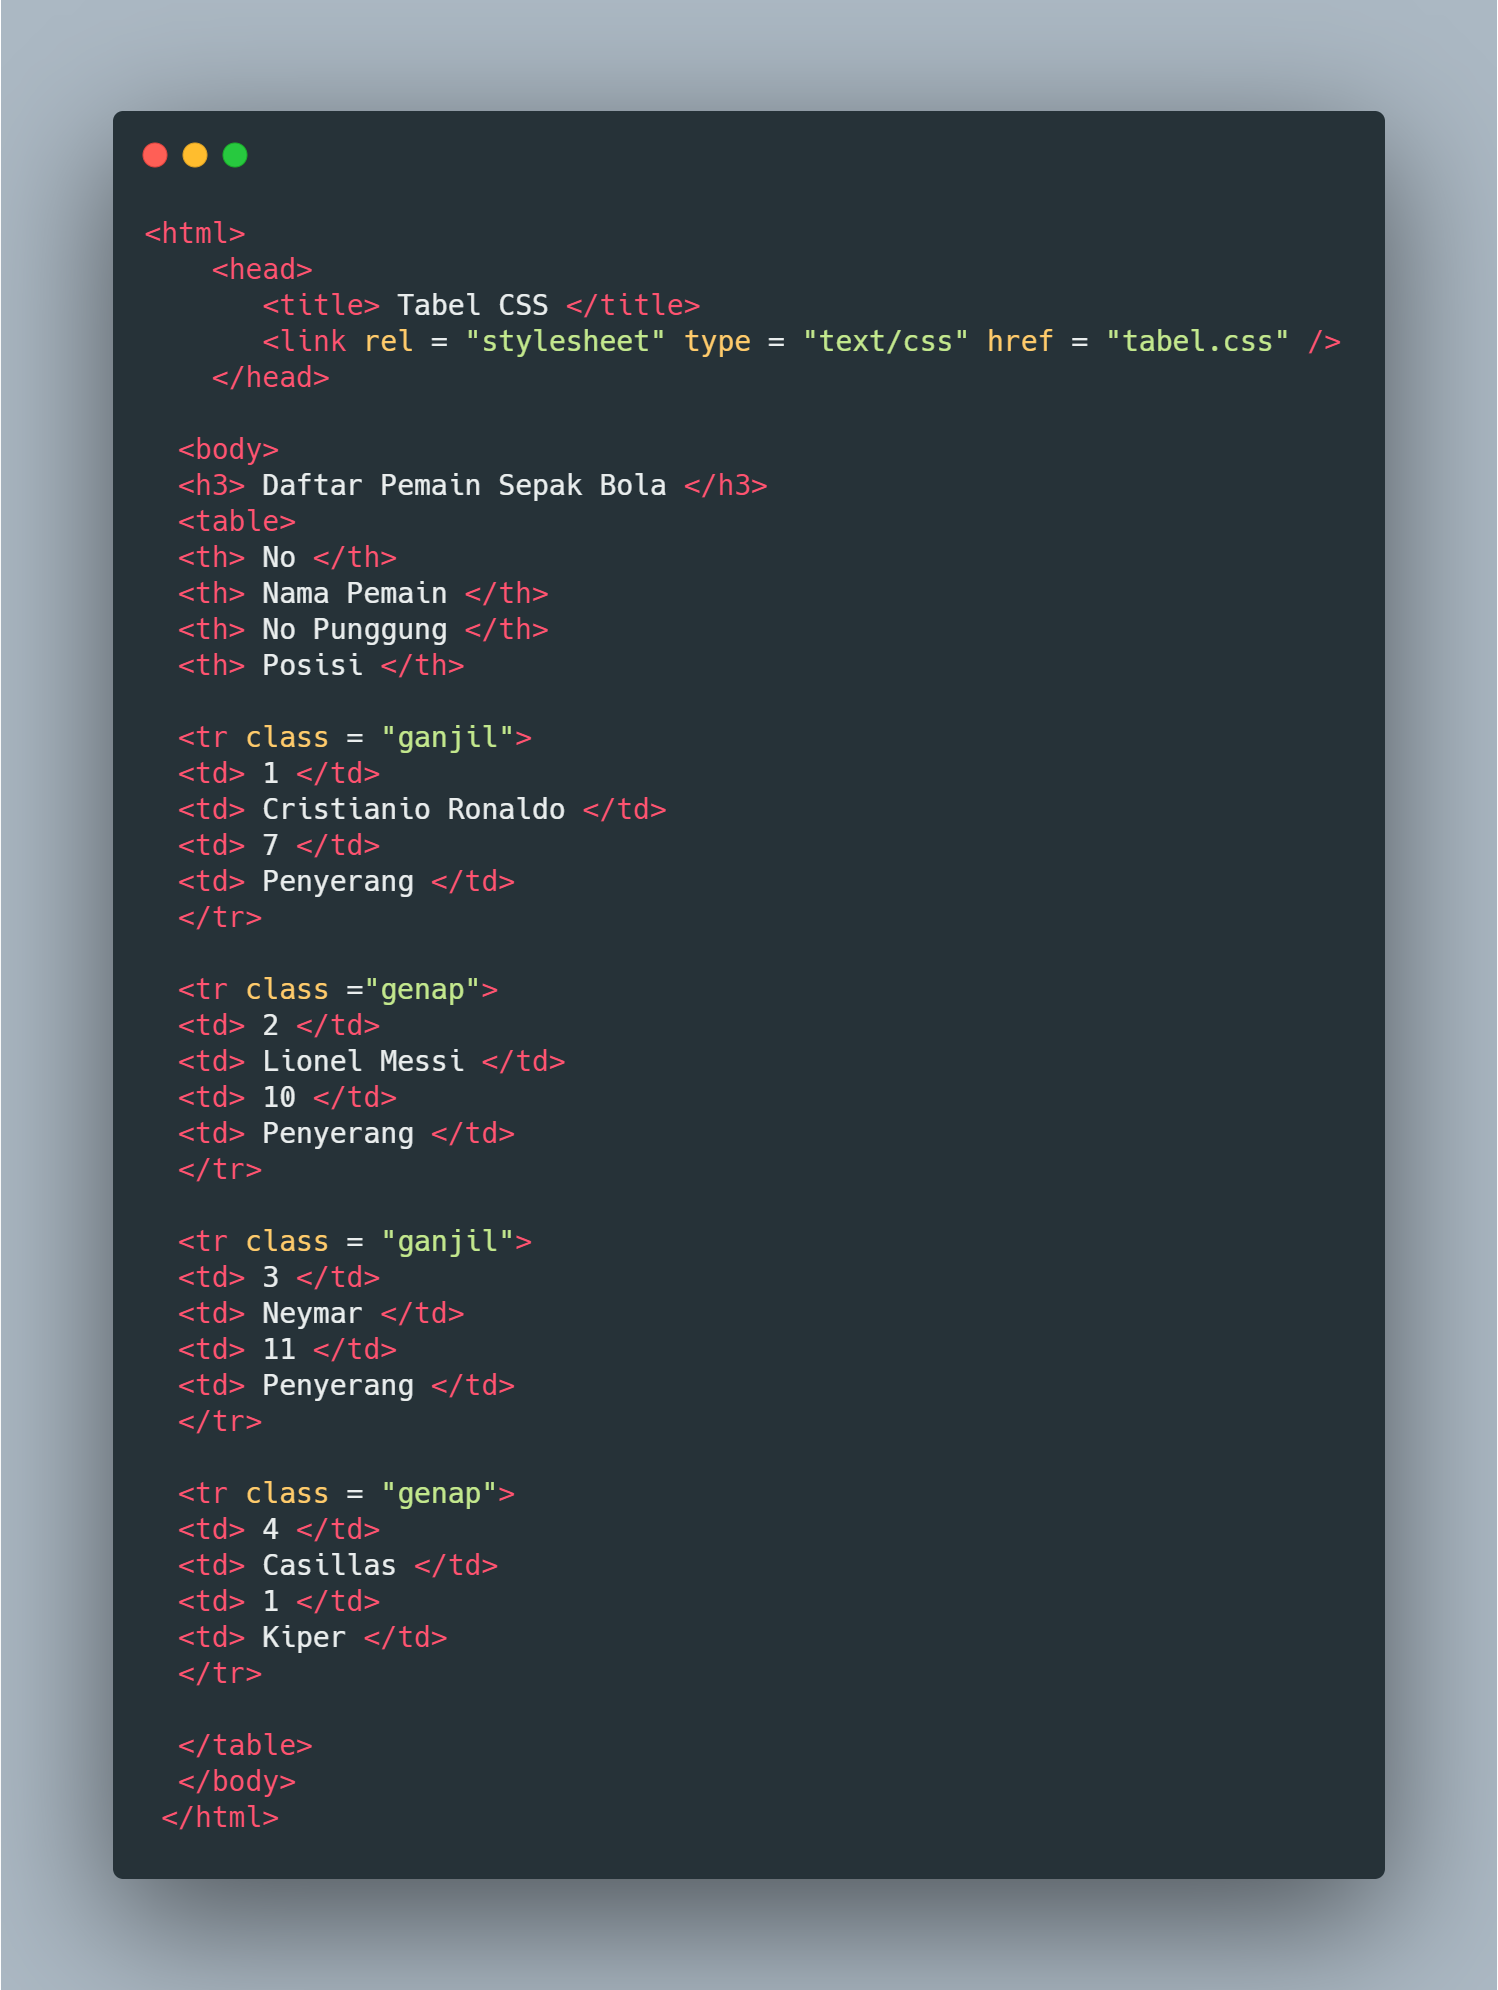 <html>
<head>
<title> Tabel CSS </title>
<link rel = "stylesheet" type = "text/css" href = "tabel.css" />
</head>
<body>
<h3> Daftar Pemain Sepak Bola </h3>
<table>
<th> No </th>
<th> Nama Pemain </th>
<th> No Punggung </th>
<th> Posisi </th>
<tr class = "ganjil">
<td> 1 </td>
<td> Cristianio Ronaldo </td>
<td> 7 </td>
<td> Penyerang </td>
</tr>
<tr class ="genap">
<td> 2 </td>
<td> Lionel Messi </td>
<td> 10 </td>
<td> Penyerang </td>
</tr>
<tr class = "ganjil">
<td> 3 </td>
<td> Neymar </td>
<td> 11 </td>
<td> Penyerang </td>
</tr>
<tr class = "genap">
<td> 4 </td>
<td> Casillas </td>
<td> 1 </td>
<td> Kiper </td>
</tr>
</table>
</body>
</html>